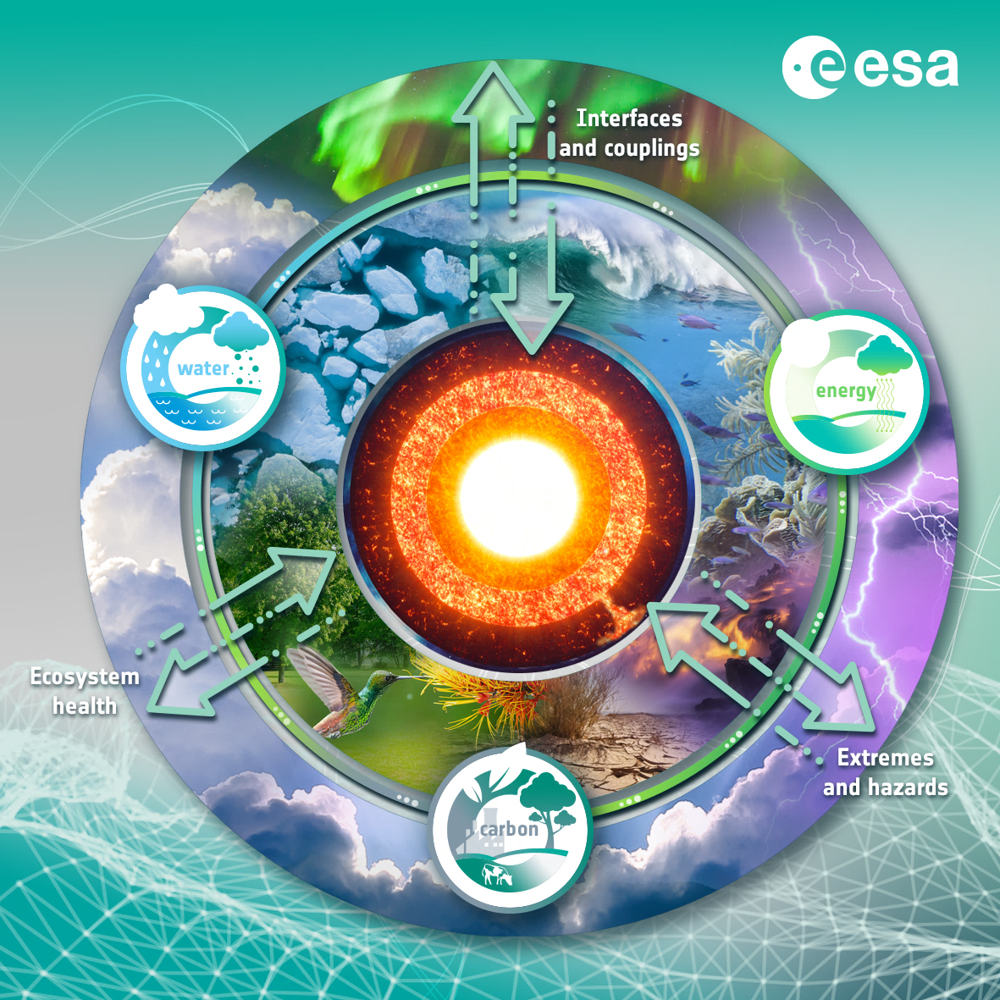 esa
Interfaces
and couplings
water
energy
Ecosystem
health
Extremes
and hazards
carbon